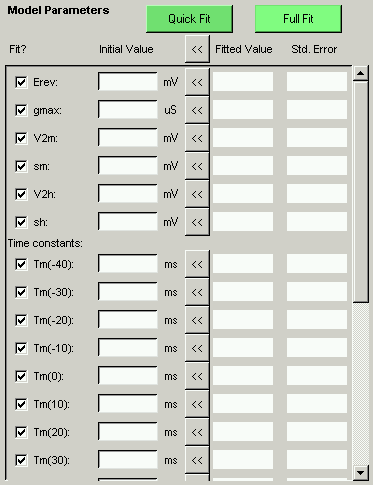 Model Parameters Quick Fit Full Fit
Fit? Initial Value << Fitted Value Std. Error
Erev: mV <<
gmax: uS <<
V2m: mV <<
sm: mV <<
V2h: mV <<
sh: mV <<
Time constants:
Tm(-40): ms <<
Tm(-30): ms <<
Tm(-20): ms <<
Tm(-10): ms <<
Tm(0): ms <<
Tm(10): ms <<
Tm(20): ms <<
Tm(30): ms <<